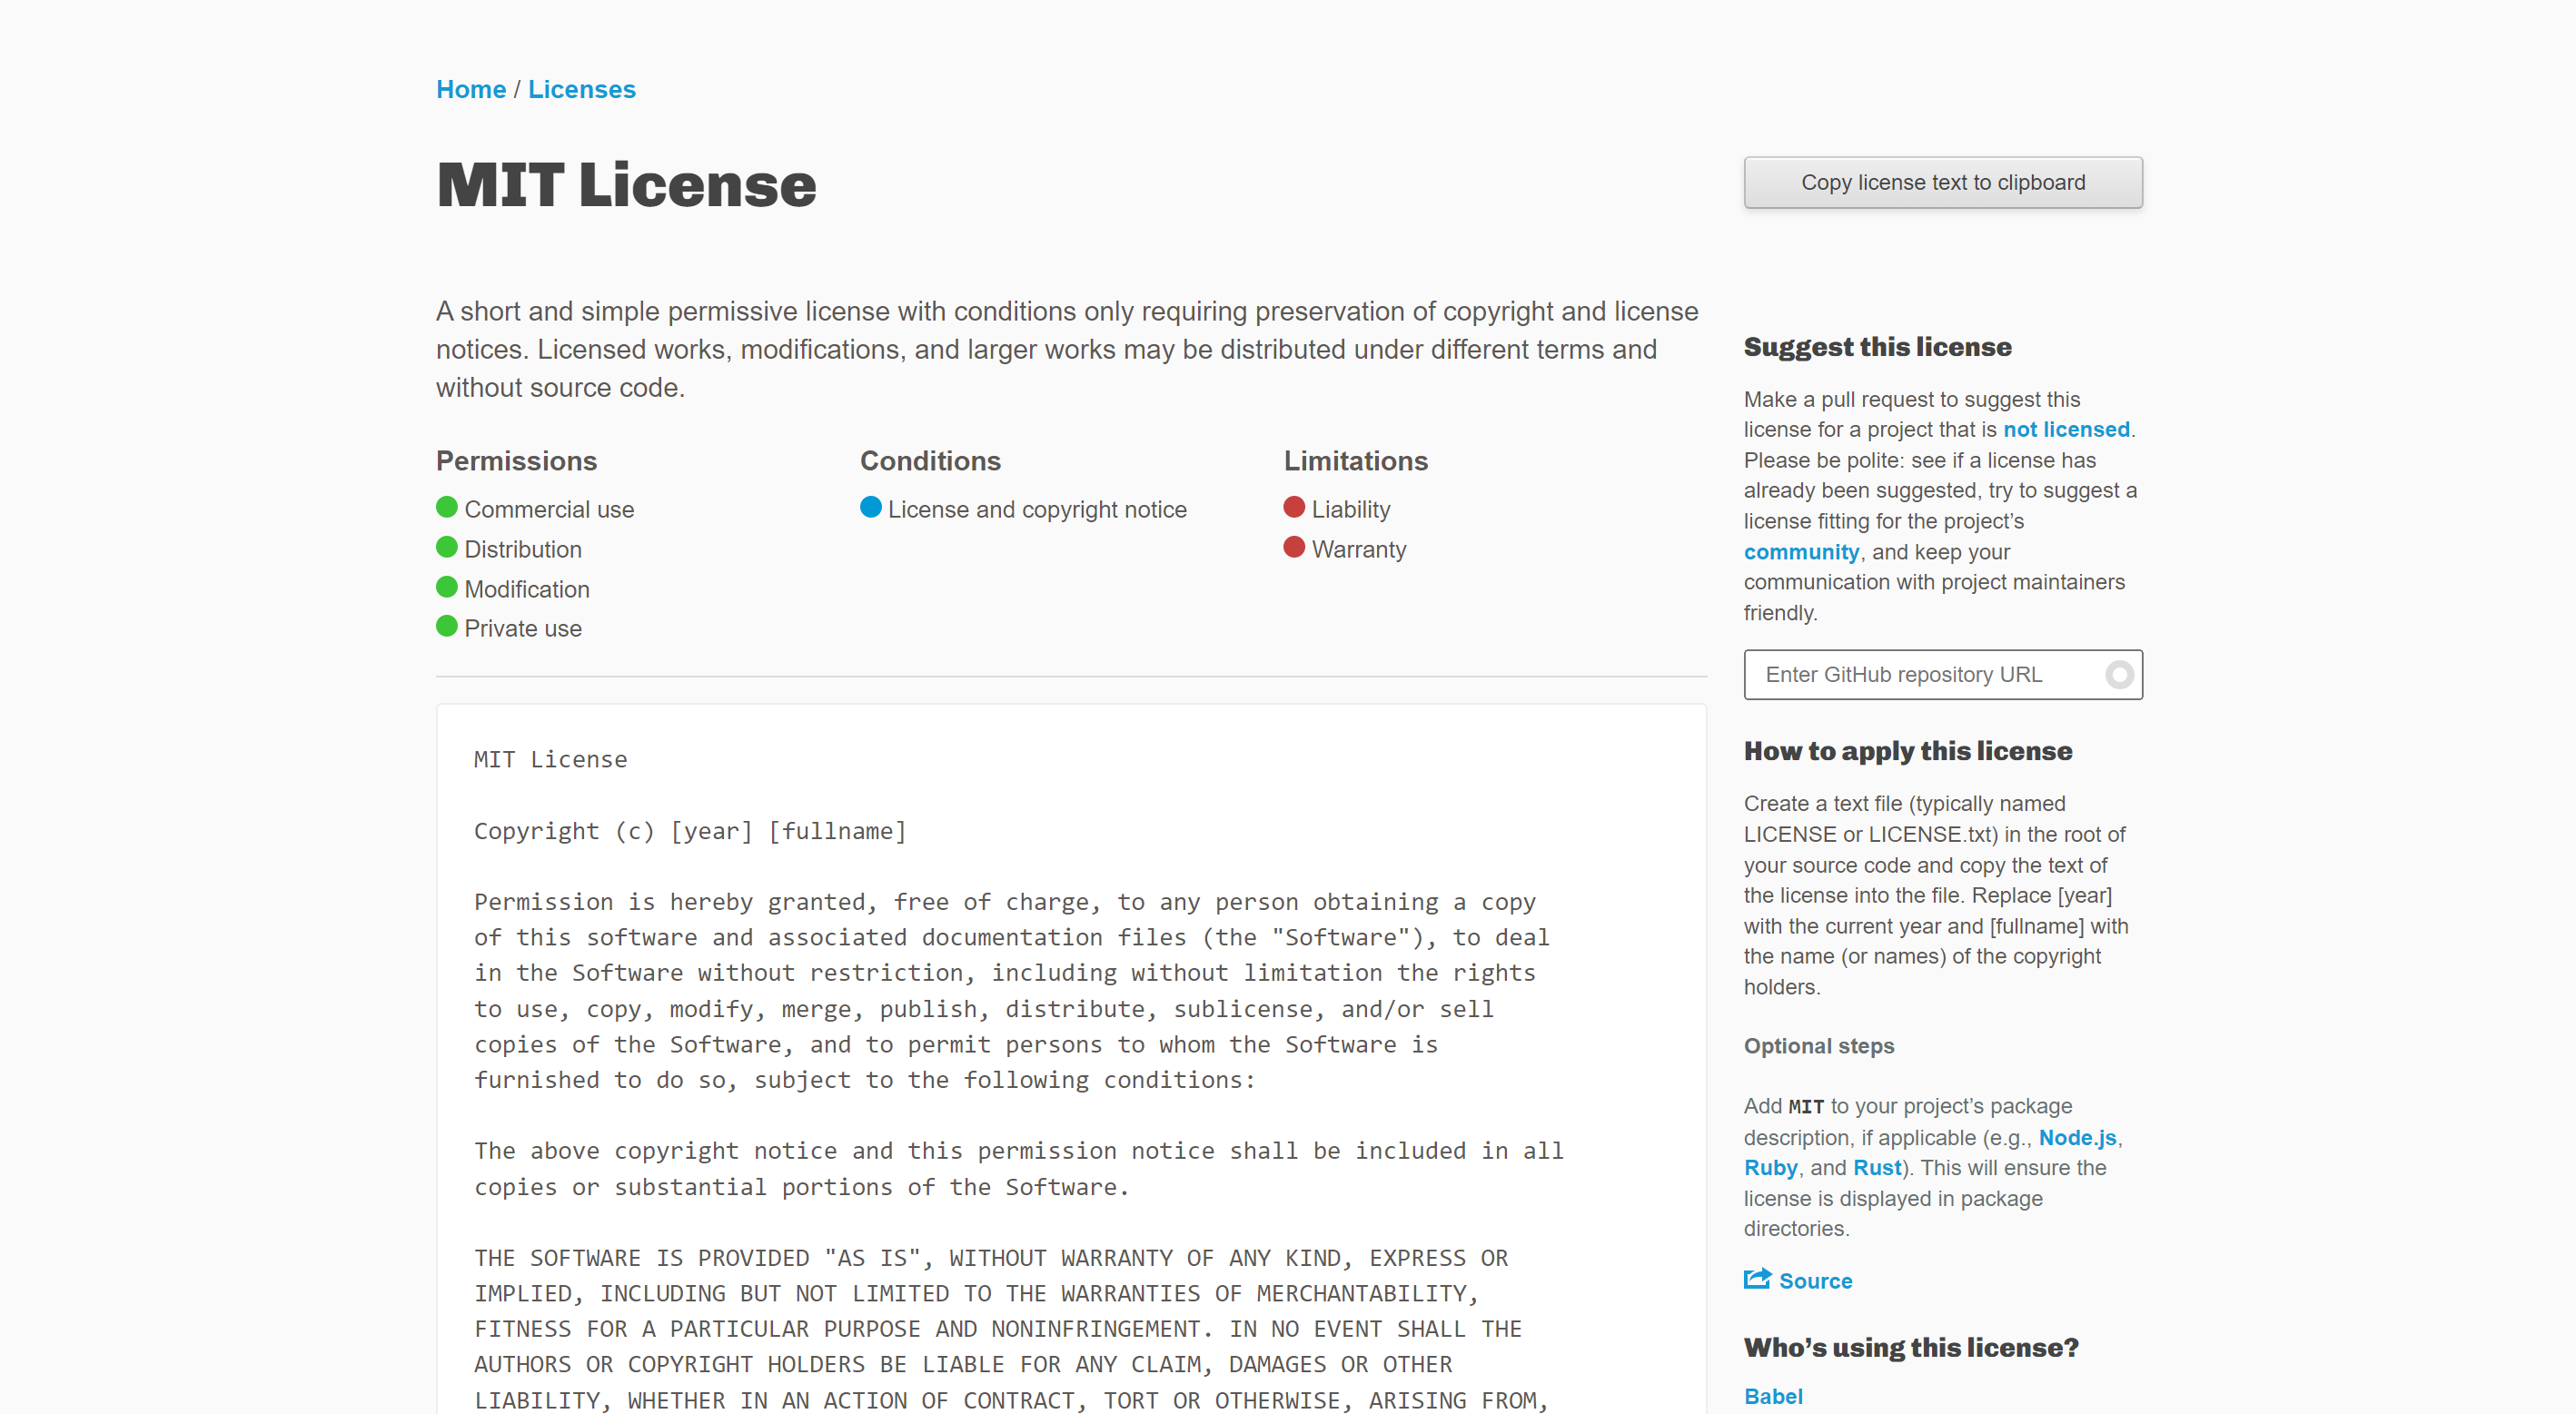 Home / Licenses
MIT License
Copy license text to clipboard
A short and simple permissive license with conditions only requiring preservation of copyright and license
notices. Licensed works, modifications, and larger works may be distributed under different terms and
without source code.
Permissions
Commercial use
Distribution
Modification
Private use
Conditions
License and copyright notice
Limitations
Liability
Warranty
MIT License
Copyright (c) [year] [fullname]
Permission is hereby granted, free of charge, to any person obtaining a copy
of this software and associated documentation files (the "Software"), to deal
in the Software without restriction, including without limitation the rights
to use, copy, modify, merge, publish, distribute, sublicense, and/or sell
copies of the Software, and to permit persons to whom the Software is
furnished to do so, subject to the following conditions:
The above copyright notice and this permission notice shall be included in all
copies or substantial portions of the Software.
THE SOFTWARE IS PROVIDED "AS IS", WITHOUT WARRANTY OF ANY KIND, EXPRESS OR
IMPLIED, INCLUDING BUT NOT LIMITED TO THE WARRANTIES OF MERCHANTABILITY,
FITNESS FOR A PARTICULAR PURPOSE AND NONINFRINGEMENT. IN NO EVENT SHALL THE
AUTHORS OR COPYRIGHT HOLDERS BE LIABLE FOR ANY CLAIM, DAMAGES OR OTHER
LIABILITY, WHETHER IN AN ACTION OF CONTRACT, TORT OR OTHERWISE, ARISING FROM,
Suggest this license
Make a pull request to suggest this
license for a project that is not licensed.
Please be polite: see if a license has
already been suggested, try to suggest a
license fitting for the project’s
community, and keep your
communication with project maintainers
friendly.
Enter GitHub repository URL
How to apply this license
Create a text file (typically named
LICENSE or LICENSE.txt) in the root of
your source code and copy the text of
the license into the file. Replace [year]
with the current year and [fullname] with
the name (or names) of the copyright
holders.
Optional steps
Add MIT to your project’s package
description, if applicable (e.g., Node.js,
Ruby, and Rust). This will ensure the
license is displayed in package
directories.
Source
Who’s using this license?
Babel